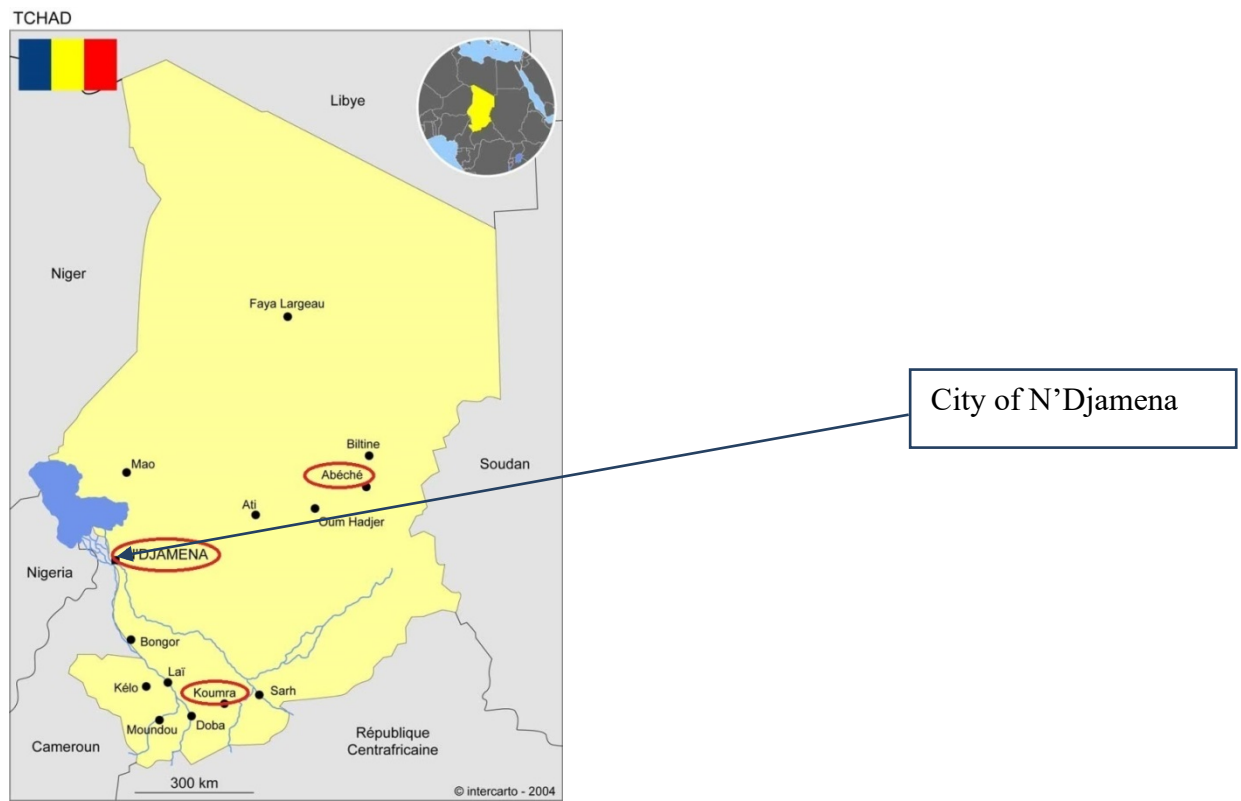 TCHAD
Libye
Niger
Faya Largeau
City of N’Djamena
Biltine
Mao
Abéché
Soudan
Ati
Oum Hadjer
N'DJAMENA
Nigeria
Bongor
Laï
Kélo
Koumra
Sarh
Moundou
Doba
République
Centrafricaine
Cameroun
300 km
© intercarto - 2004